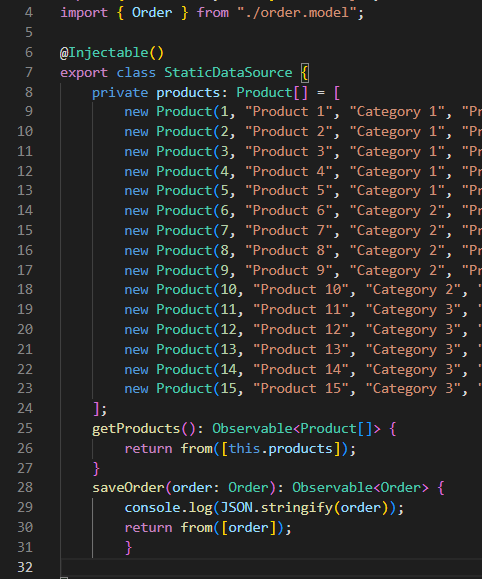 4 import { Order } from "./order.model";
5
6 @Injectable()
7 export class StaticDataSource {
8 private products: Product[] = [
9 new Product(1, "Product 1", "Category 1", "Pr
10 new Product(2, "Product 2", "Category 1", "Pr
11 new Product(3, "Product 3", "Category 1", "Pr
12 new Product(4, "Product 4", "Category 1", "Pr
13 new Product(5, "Product 5", "Category 1", "Pr
14 new Product(6, "Product 6", "Category 2", "Pr
15 new Product(7, "Product 7", "Category 2", "Pr
16 new Product(8, "Product 8", "Category 2", "Pr
17 new Product(9, "Product 9", "Category 2", "Pr
18 new Product(10, "Product 10", "Category 2", "
19 new Product(11, "Product 11", "Category 3", "
20 new Product(12, "Product 12", "Category 3", "
21 new Product(13, "Product 13", "Category 3", "
22 new Product(14, "Product 14", "Category 3", "
23 new Product(15, "Product 15", "Category 3", "
24 ];
25 getProducts(): Observable<Product[]> {
26 return from([this.products]);
27 }
28 saveOrder(order: Order): Observable<Order> {
29 console.log(JSON.stringify(order));
30 return from([order]);
31 }
32